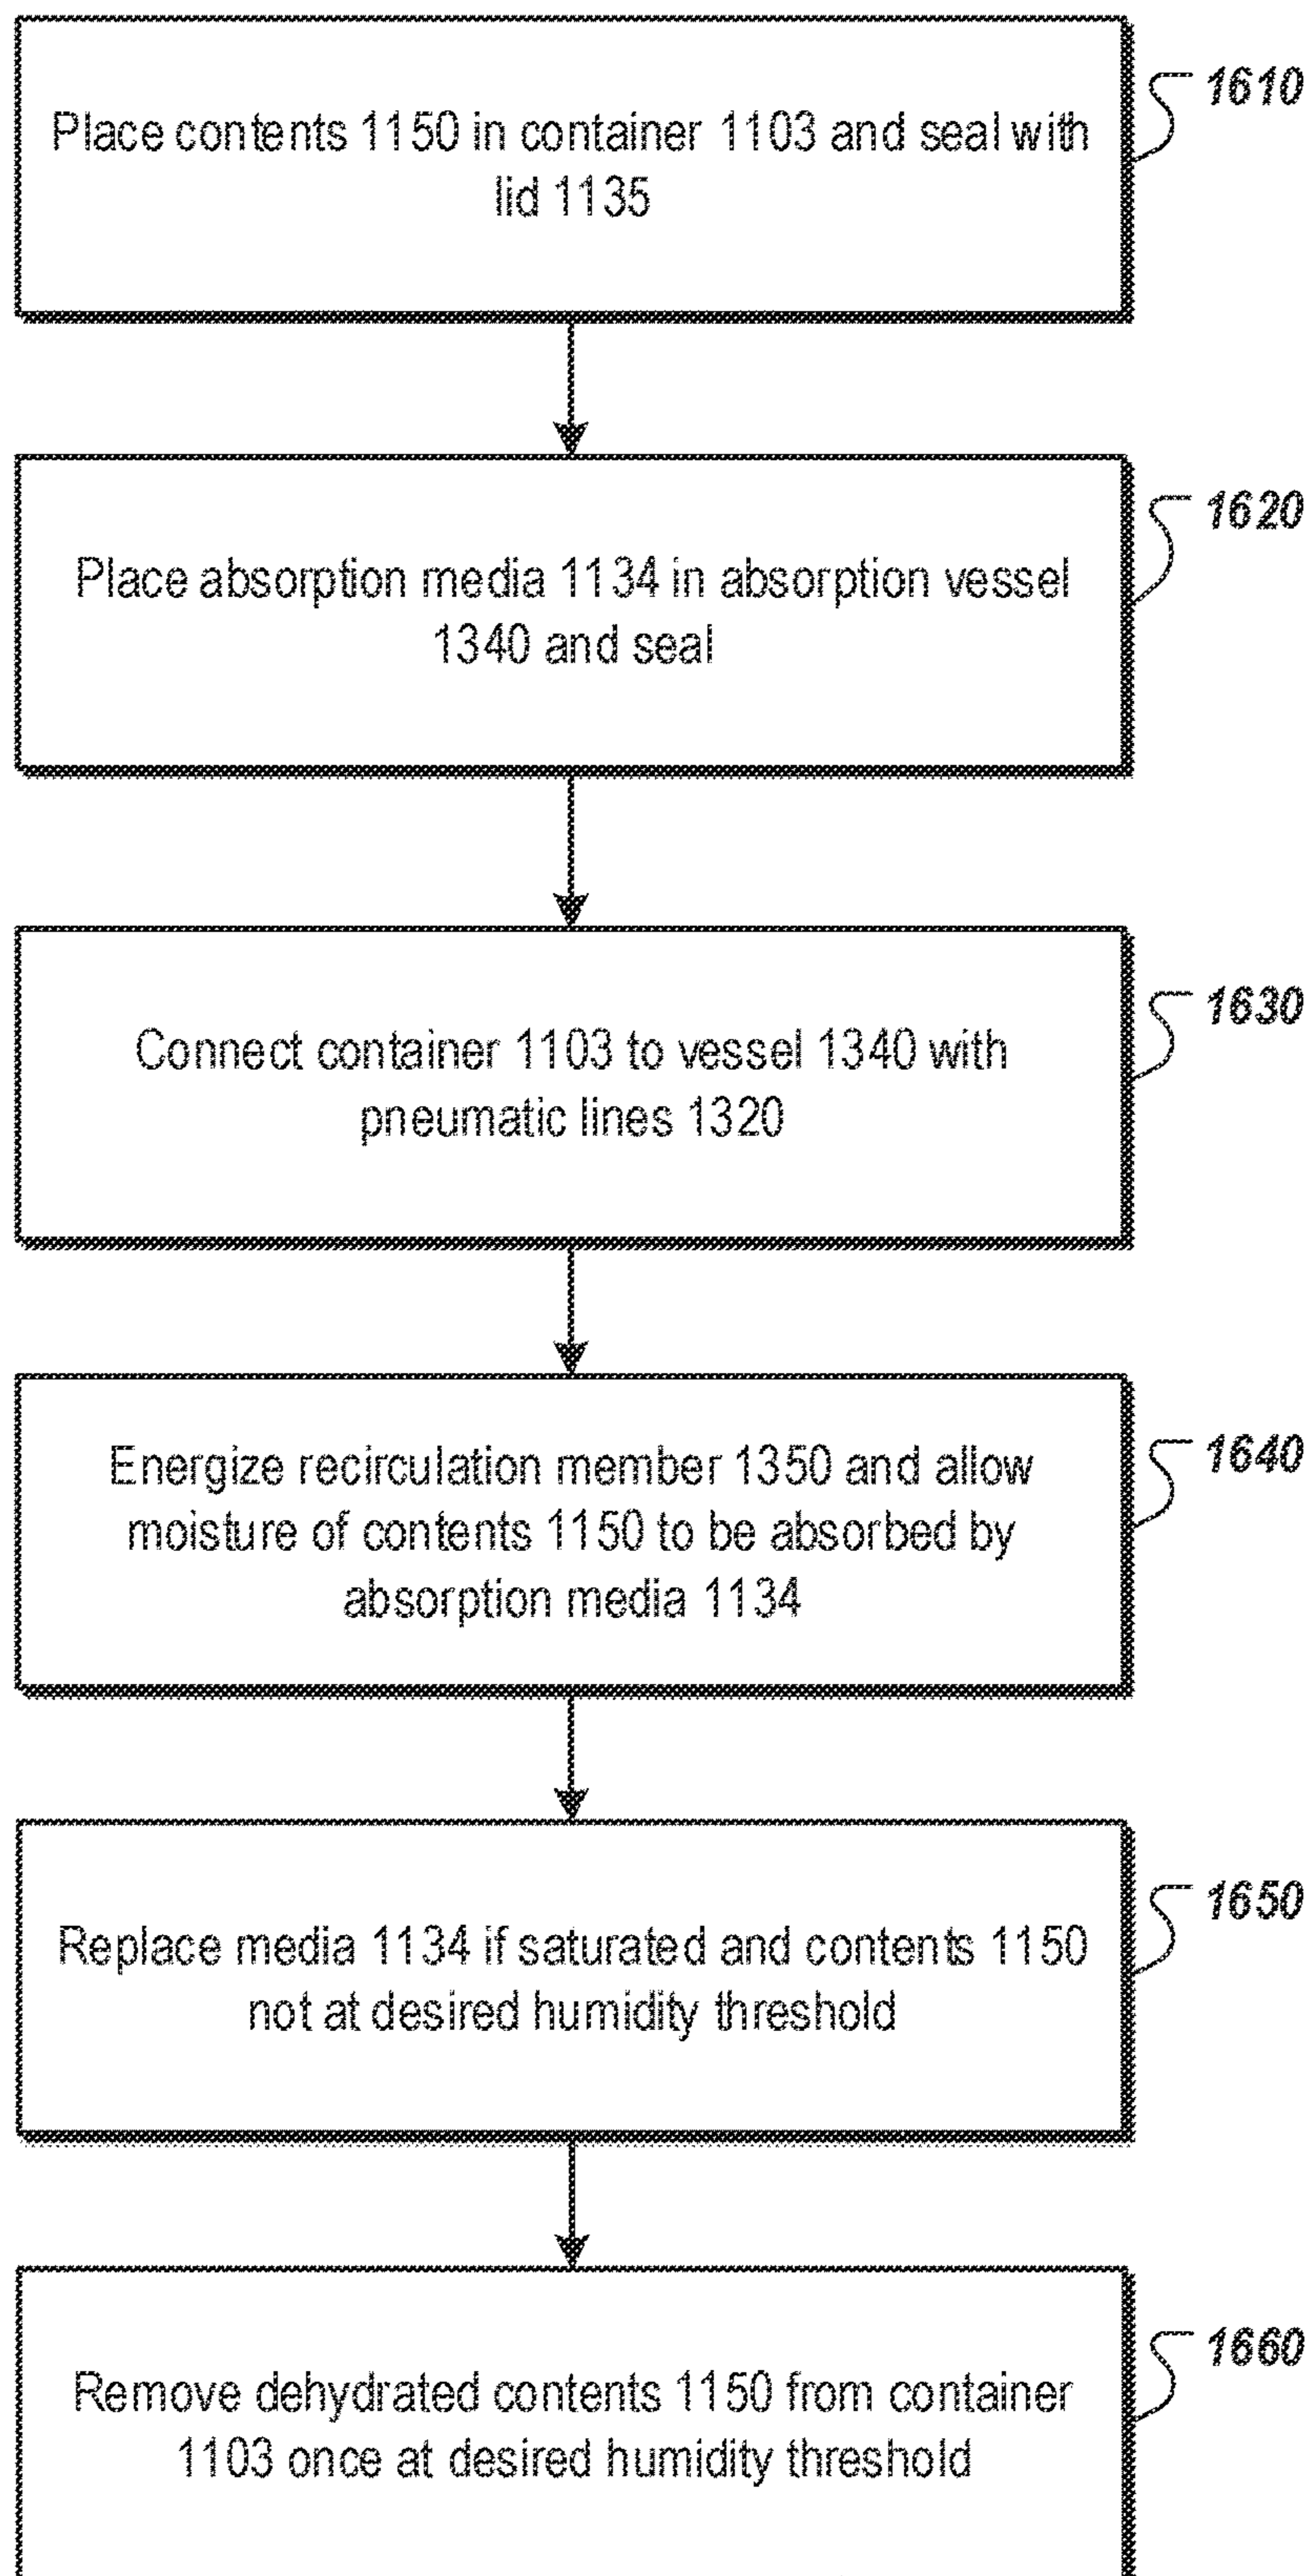 Place contents 1150 in container 1103 and seal with
lid 1135
1610
Place absorption media 1134 in absorption vessel
1340 and seal
1620
Connect container 1103 to vessel 1340 with
pneumatic lines 1320
1630
Energize recirculation member 1350 and allow
moisture of contents 1150 to be absorbed by
absorption media 1134
1640
Replace media 1134 if saturated and contents 1150
not at desired humidity threshold
1650
Remove dehydrated contents 1150 from container
1103 once at desired humidity threshold
1660